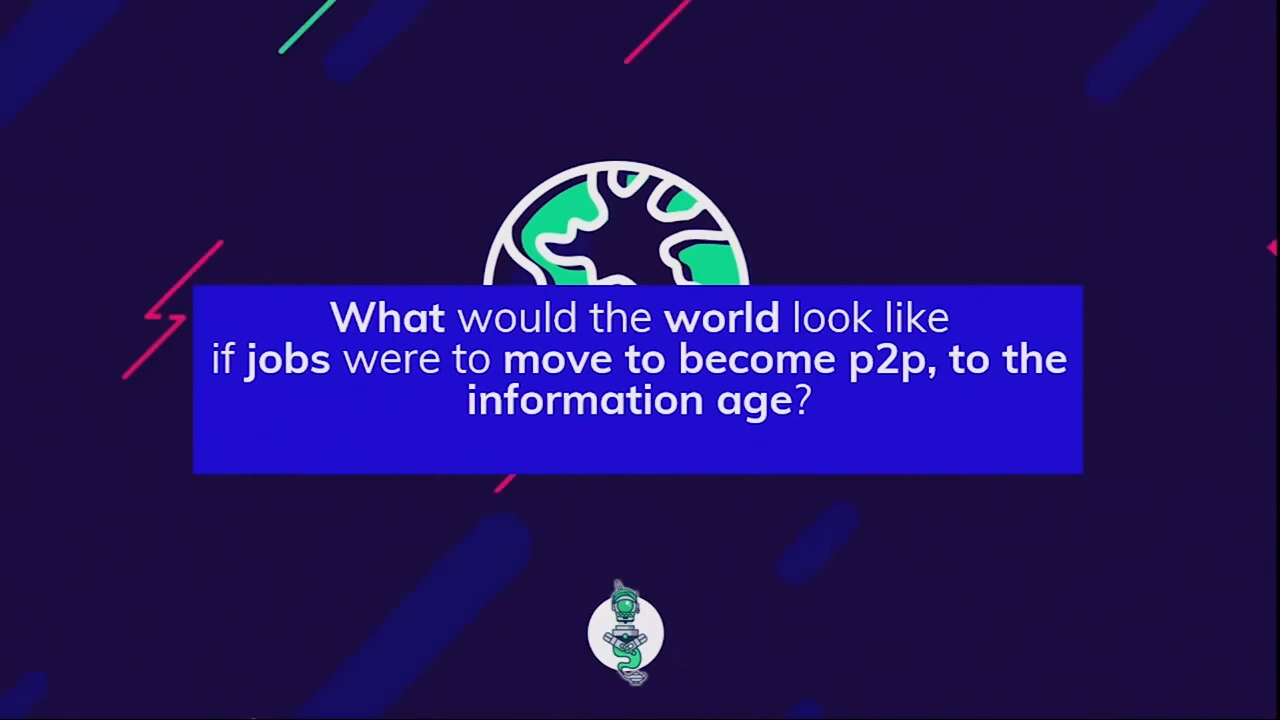 What would the world look like
if jobs were to move to become p2p, to the
information age?